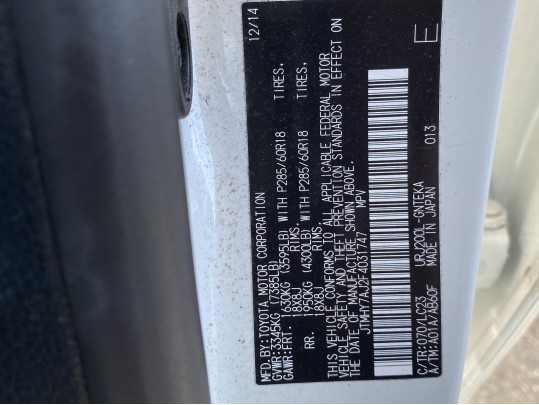 MFD.BY:TOYOTA MOTOR CORPORATION 12/14
GVWR:3345KG (7385LB)
GAWR:FRT. 1630KG (3595LB) WITH P285/60R18 TIRES,
18X8J RIMS,
RR. 1950KG (4300LB) WITH P285/60R18 TIRES,
18X8J RIMS,
THIS VEHICLE CONFORMS TO ALL APPLICABLE FEDERAL MOTOR
VEHICLE SAFETY AND THEFT PREVENTION STANDARDS IN EFFECT ON
THE DATE OF MANUFACTURE SHOWN ABOVE.
JTMHY7AJ2F4031747 MPV
C/TR:070/LC23 URJ200L-GNTEKA
A/TM:A01A/AB60F MADE IN JAPAN 013 E